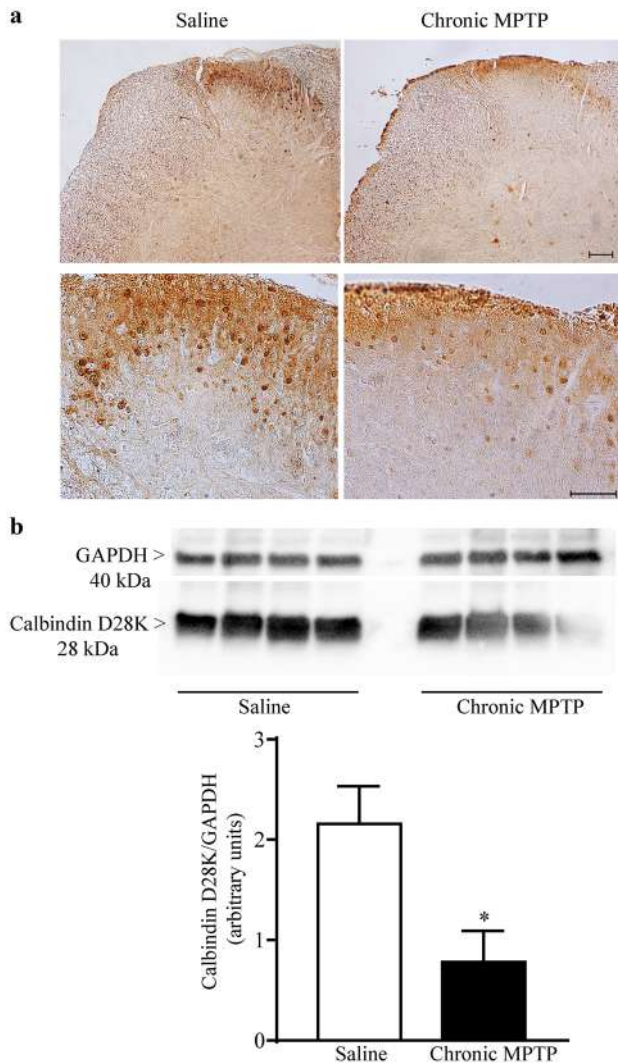 a
Saline
Chronic MPTP
b
GAPDH >
40 kDa
Calbindin D28K >
28 kDa
Saline
Chronic MPTP
Calbindin D28K/GAPDH
(arbitrary units)
3
2
1
0
*
Saline
Chronic MPTP